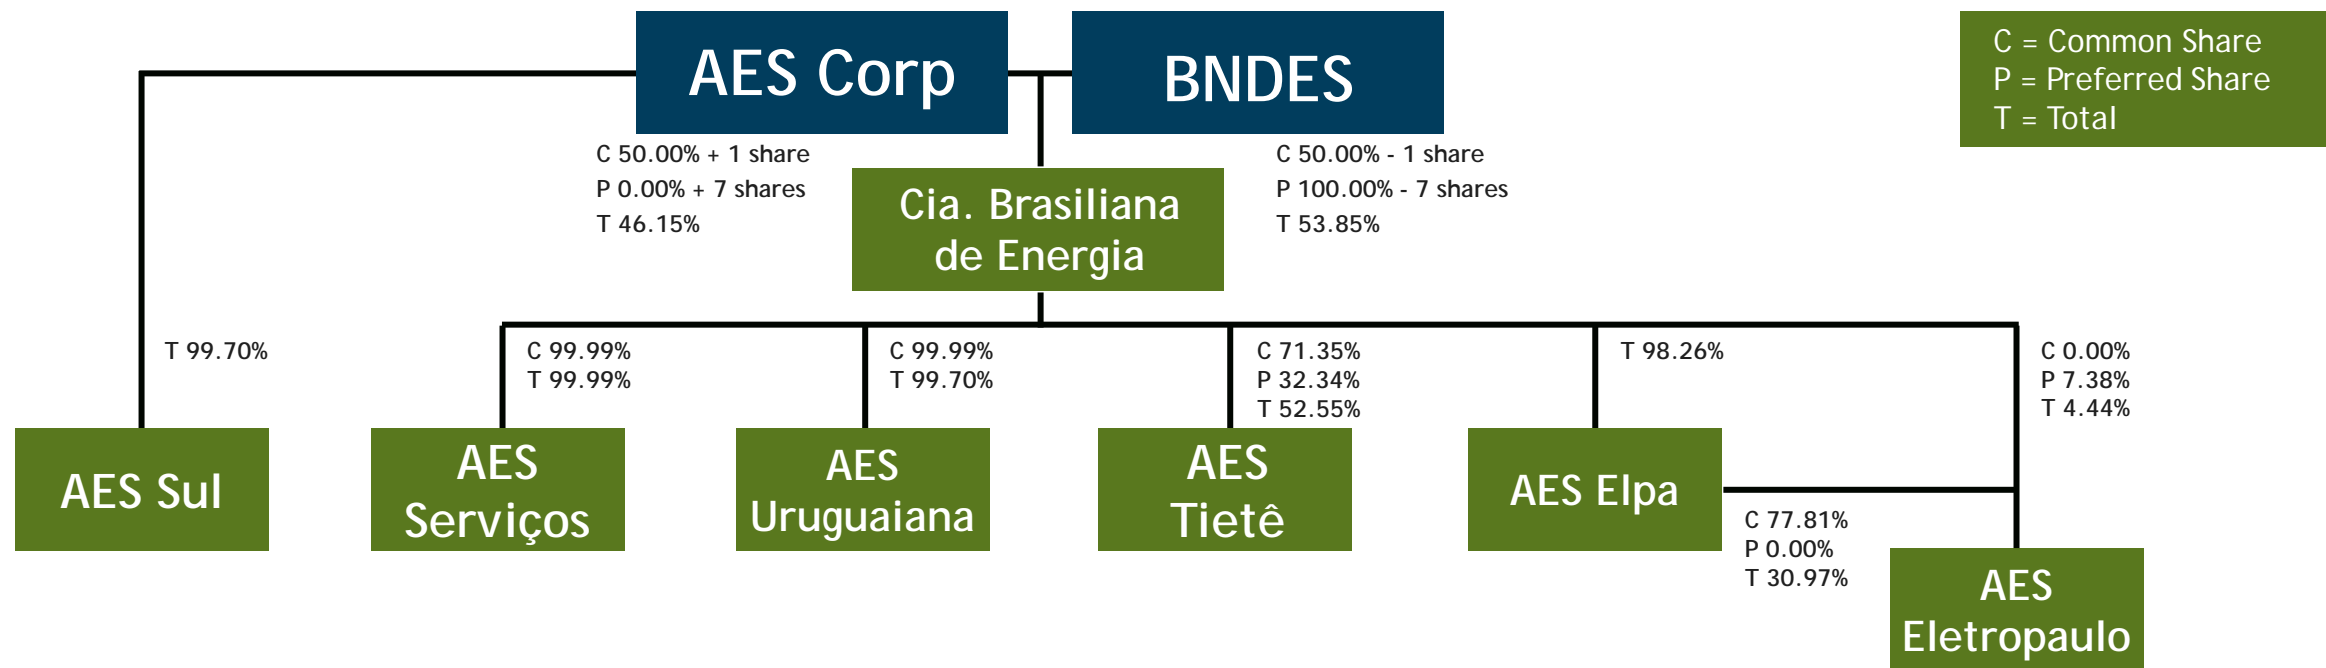 AES Corp
BNDES
C = Common Share
P = Preferred Share
T = Total
C 50.00% + 1 share
P 0.00% + 7 shares
T 46.15%
Cia. Brasiliana
de Energia
C 50.00% - 1 share
P 100.00% - 7 shares
T 53.85%
T 99.70%
C 99.99%
T 99.99%
C 99.99%
T 99.70%
C 71.35%
P 32.34%
T 52.55%
T 98.26%
C 0.00%
P 7.38%
T 4.44%
AES Sul
AES
Serviços
AES
Uruguaiana
AES
Tietê
AES Elpa
C 77.81%
P 0.00%
T 30.97%
AES
Eletropaulo